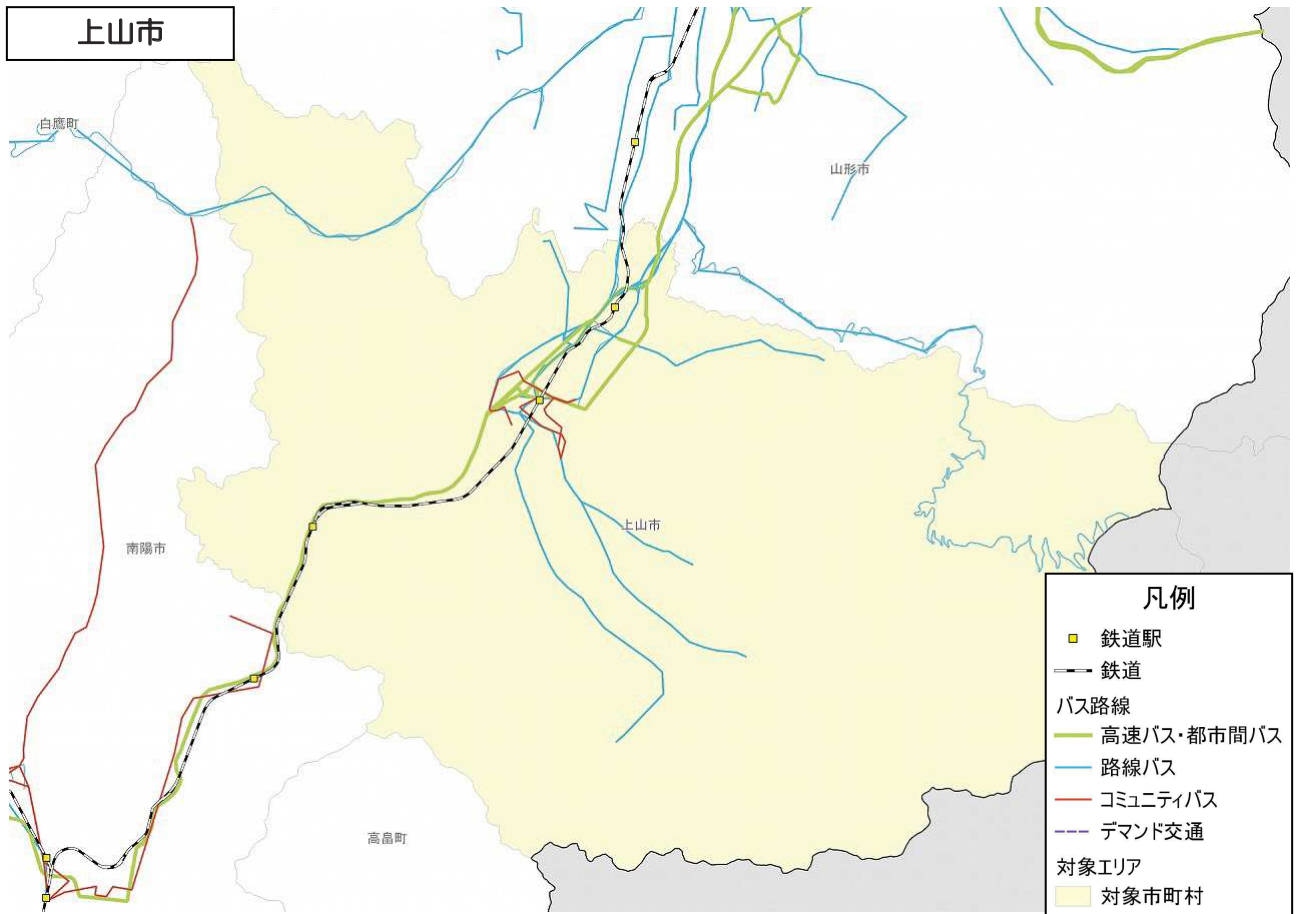 上山市
白鷹町
山形市
上山市
南陽市
高畠町
凡例
鉄道駅
鉄道
バス路線
高速バス・都市間バス
路線バス
コミュニティバス
デマンド交通
対象エリア
対象市町村